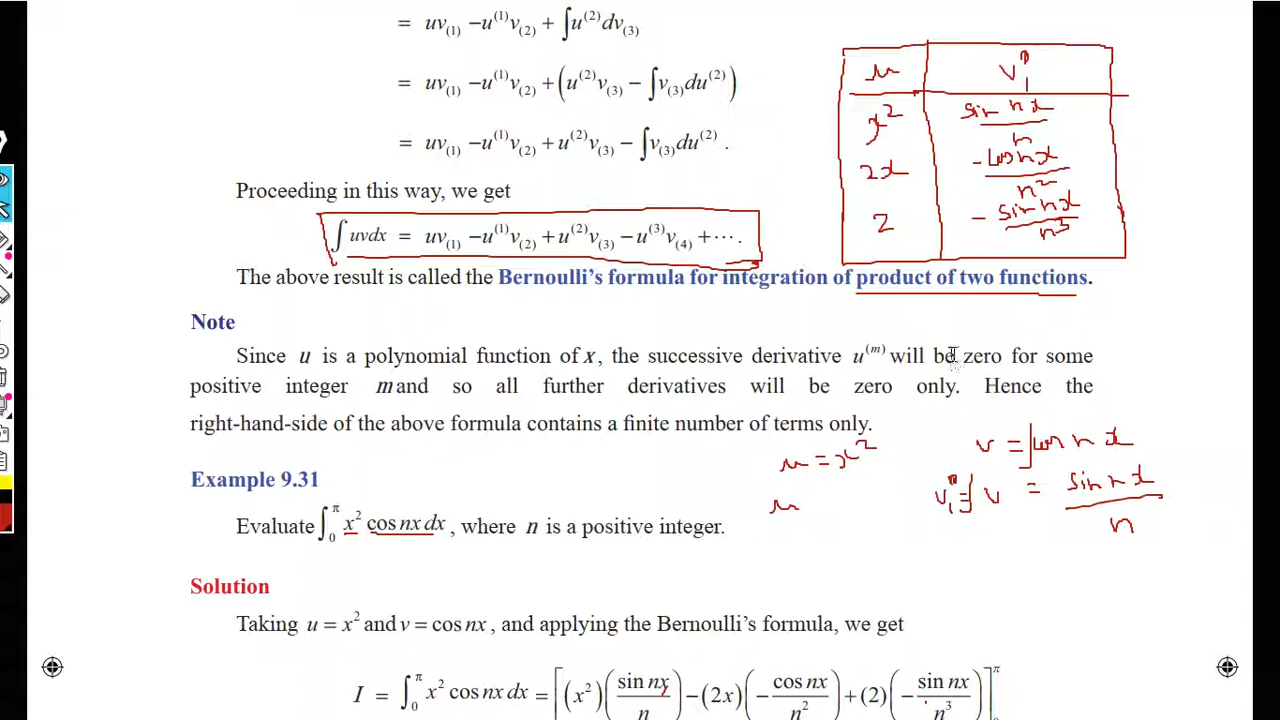 = uv₍₁₎ −u⁽¹⁾v₍₂₎ + ∫u⁽²⁾dv₍₃₎
= uv₍₁₎ −u⁽¹⁾v₍₂₎ + (u⁽²⁾v₍₃₎ − ∫v₍₃₎du⁽²⁾)
= uv₍₁₎ −u⁽¹⁾v₍₂₎ + u⁽²⁾v₍₃₎ − ∫v₍₃₎du⁽²⁾ .
u v₁
x² sin nx / n
2x -cos nx / n²
2 - sin nx / n³
Proceeding in this way, we get
∫uvdx = uv₍₁₎ −u⁽¹⁾v₍₂₎ + u⁽²⁾v₍₃₎ − u⁽³⁾v₍₄₎ + ⋯.
The above result is called the Bernoulli's formula for integration of product of two functions.
Note
Since u is a polynomial function of x, the successive derivative u⁽ᵐ⁾ will be zero for some
positive integer m and so all further derivatives will be zero only. Hence the
right-hand-side of the above formula contains a finite number of terms only.
u = x² v = ∫cos nx
Example 9.31
u v₁ = ∫v = sin nx / n
Evaluate ∫₀^π x² cos nx dx, where n is a positive integer.
Solution
Taking u = x² and v = cos nx, and applying the Bernoulli's formula, we get
I = ∫₀^π x² cos nx dx = [(x²)(sin nx / n) − (2x)(− cos nx / n²) + (2)(− sin nx / n³)]₀^π